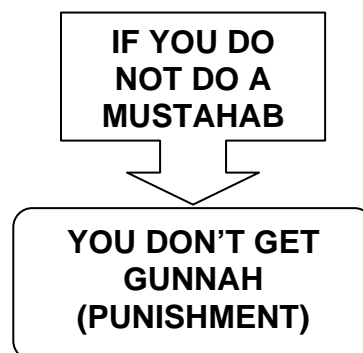 IF YOU DO
NOT DO A
MUSTAHAB
YOU DON’T GET
GUNNAH
(PUNISHMENT)